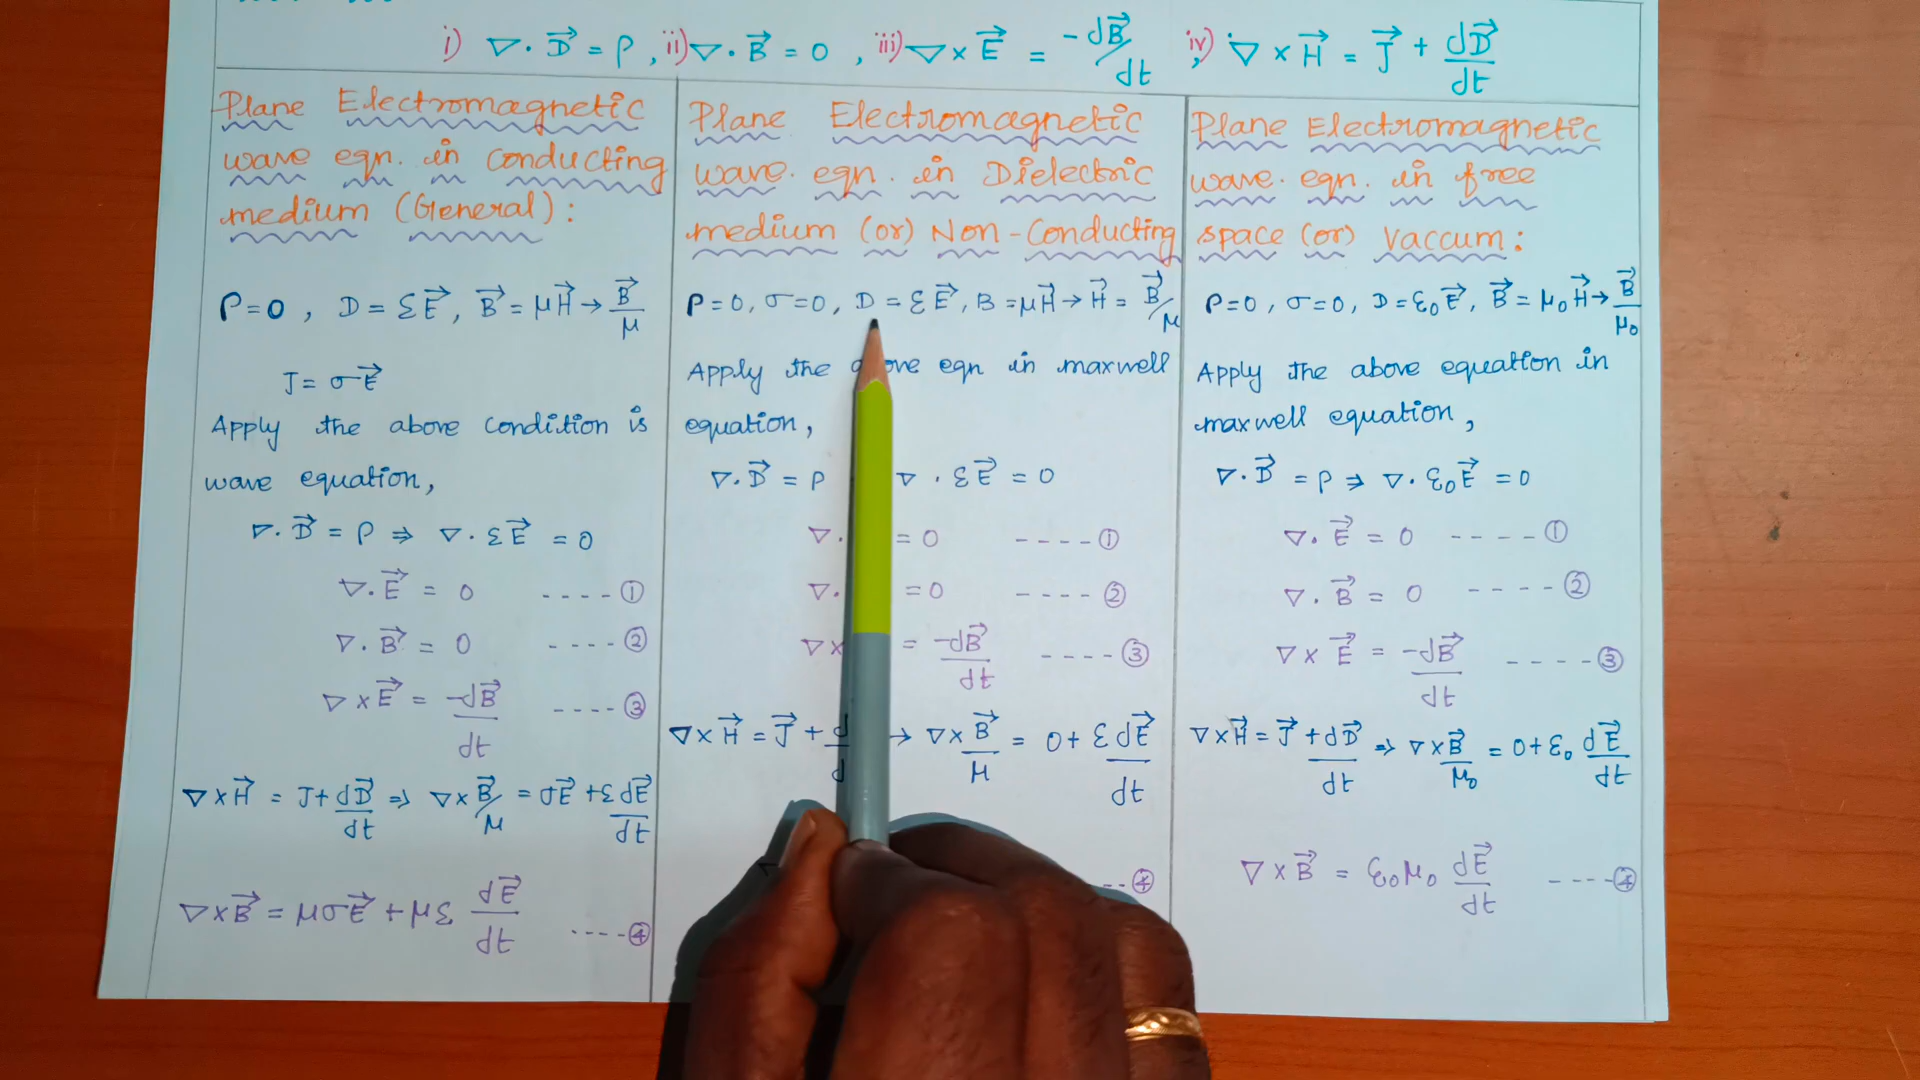 i) ∇·D⃗ = ρ, ii) ∇·B⃗ = 0, iii) ∇×E⃗ = -dB⃗/dt, iv) ∇×H⃗ = J⃗ + dD⃗/dt
Plane Electromagnetic
wave eqn. in conducting
medium (General):
ρ=0, D=εE⃗, B⃗=μH⃗→B⃗/μ
J=σE⃗
Apply the above condition is
wave equation,
∇·D⃗ = ρ ⇒ ∇·εE⃗ = 0
∇·E⃗ = 0 ----①
∇·B⃗ = 0 ----②
∇×E⃗ = -dB⃗/dt ----③
∇×H⃗ = J+dD⃗/dt ⇒ ∇×B⃗/μ = σE⃗+εdE⃗/dt
∇×B⃗ = μσE⃗+με dE⃗/dt ----④
Plane Electromagnetic
wave. eqn. in Dielectric
medium (or) Non-Conducting
ρ=0, σ=0, D=εE⃗, B=μH⃗→H⃗=B⃗/μ
Apply the above eqn in maxwell
equation,
∇·D⃗ = ρ ∇·εE⃗ = 0
∇· = 0 ----①
∇· = 0 ----②
∇× = -dB⃗/dt ----③
∇×H⃗ = J⃗ + d → ∇×B⃗/μ = 0+εdE⃗/dt
--④
Plane Electromagnetic
wave. eqn. in free
space (or) vaccum:
ρ=0, σ=0, D=ε₀E⃗, B⃗=μ₀H⃗→B⃗/μ₀
Apply the above equation in
maxwell equation,
∇·D⃗ = ρ ⇒ ∇·ε₀E⃗ = 0
∇·E⃗ = 0 ----①
∇·B⃗ = 0 ----②
∇×E⃗ = -dB⃗/dt ----③
∇×H⃗ = J⃗+dD⃗/dt ⇒ ∇×B⃗/μ₀ = 0+ε₀ dE⃗/dt
∇×B⃗ = ε₀μ₀ dE⃗/dt ----④